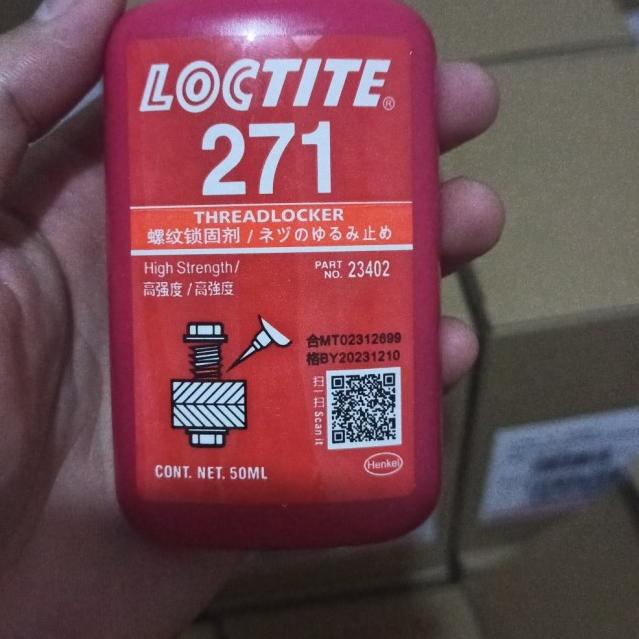 LOCTITE®
271
THREADLOCKER
螺纹锁固剂 / ネヅのゆるみ止め
High Strength/
高强度 / 高強度
PART
NO. 23402
合MT02312699
格BY20231210
扫一扫 Scan it
CONT. NET. 50ML
Henkel